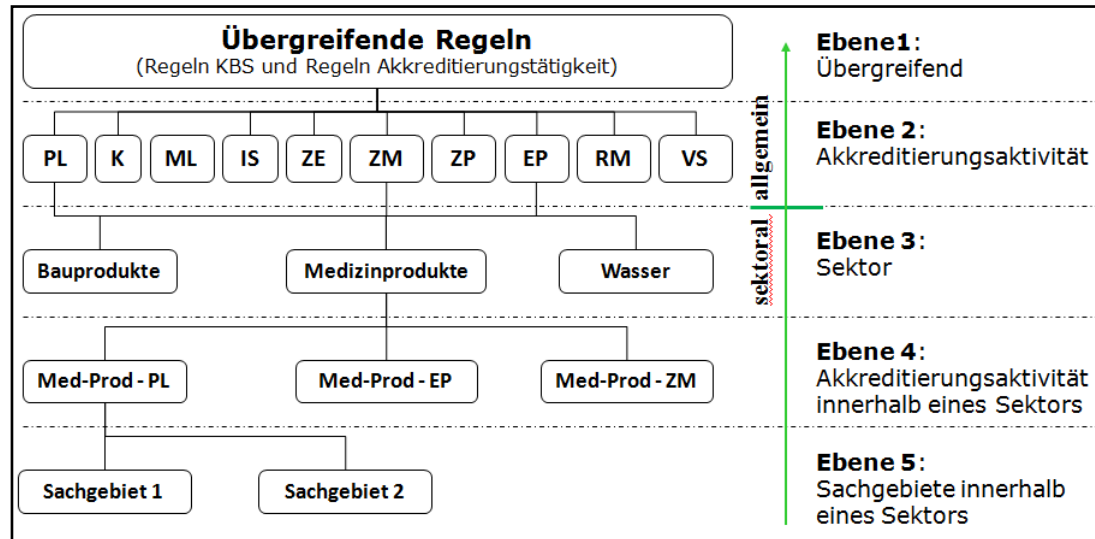 Übergreifende Regeln
(Regeln KBS und Regeln Akkreditierungstätigkeit)
Ebene1:
Übergreifend
PL K ML IS ZE ZM ZP EP RM VS
allgemein
Ebene 2:
Akkreditierungsaktivität
Bauprodukte Medizinprodukte Wasser
sektoral
Ebene 3:
Sektor
Med-Prod - PL Med-Prod - EP Med-Prod - ZM
Ebene 4:
Akkreditierungsaktivität
innerhalb eines Sektors
Sachgebiet 1 Sachgebiet 2
Ebene 5:
Sachgebiete innerhalb
eines Sektors